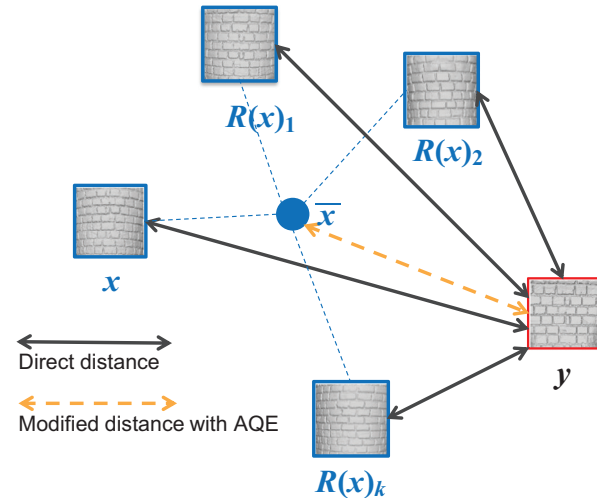 R(x)₁
R(x)₂
x̅
x
y
Direct distance
Modified distance with AQE
R(x)ₖ